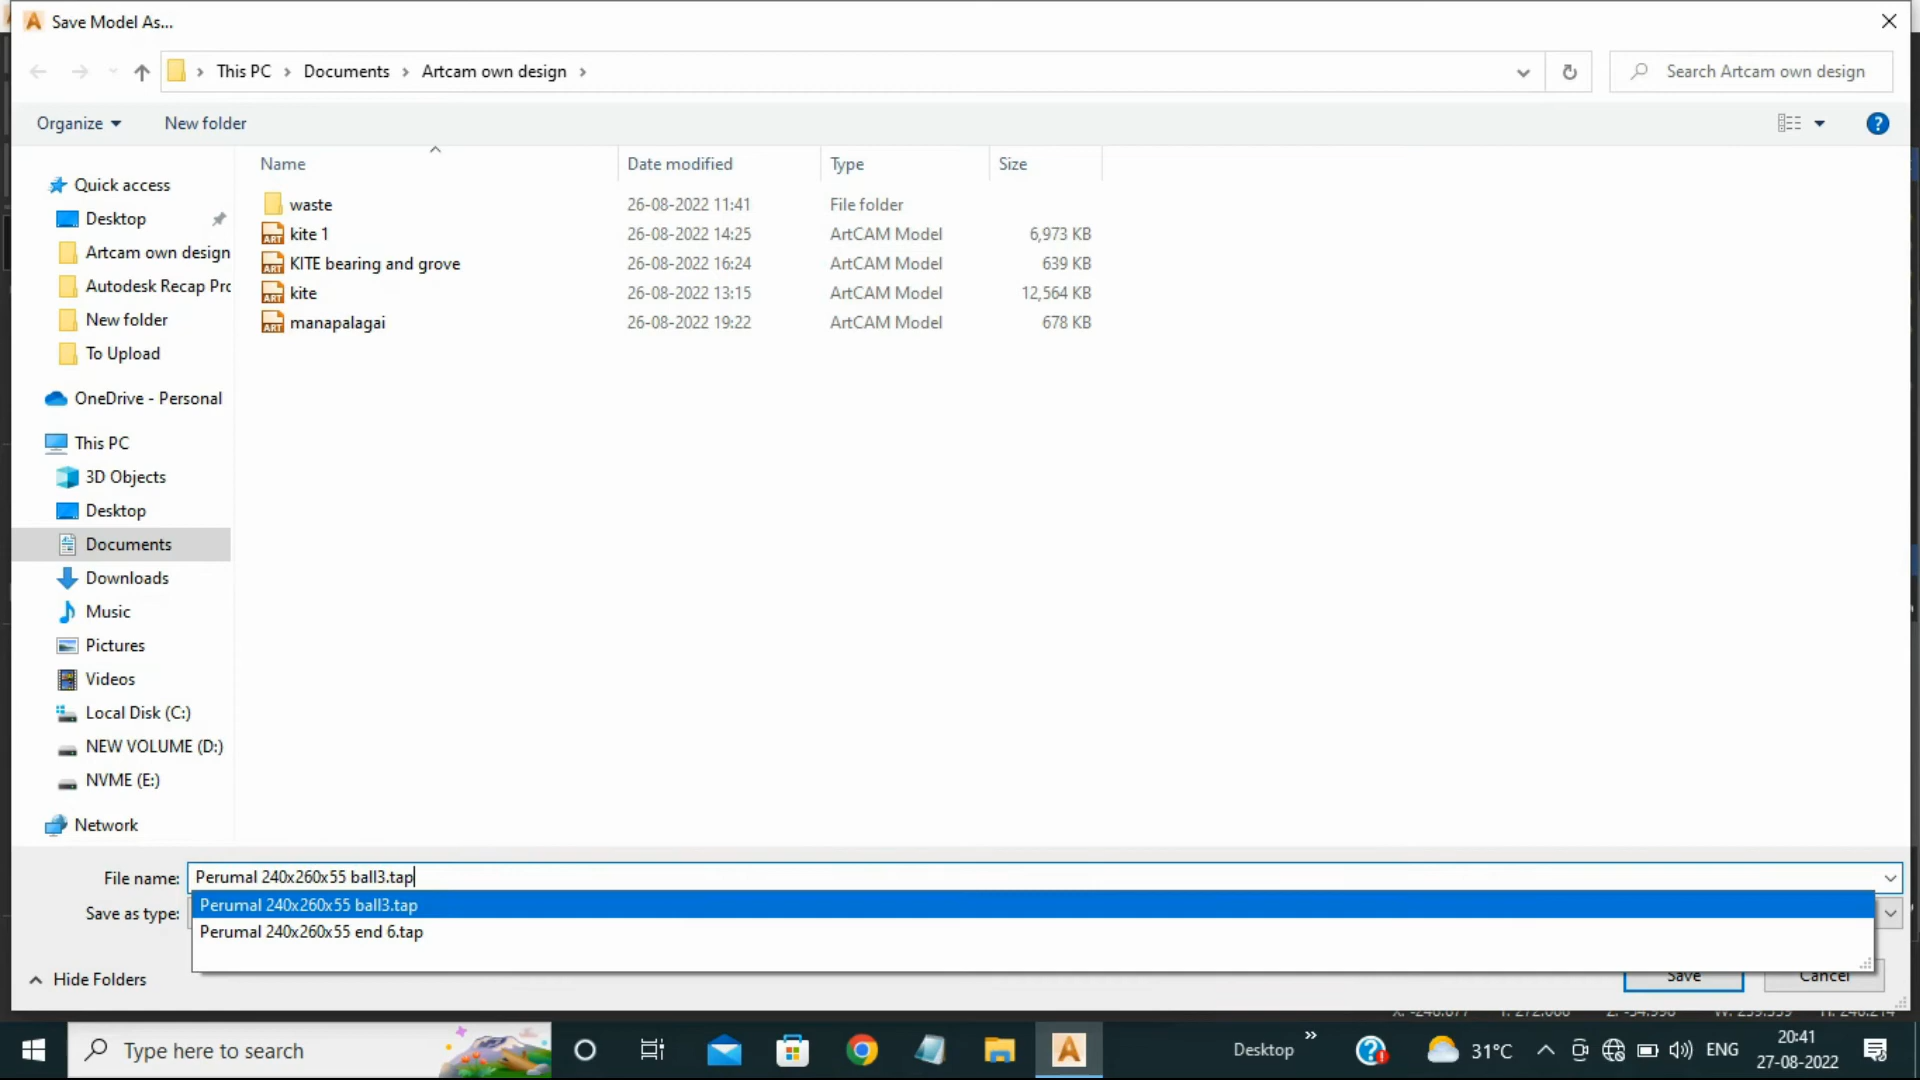 Save Model As...
This PC > Documents > Artcam own design >
Search Artcam own design
Organize
New folder
?
Name
Date modified
Type
Size
Quick access
Desktop
Artcam own design
Autodesk Recap Pro
New folder
To Upload
OneDrive - Personal
This PC
3D Objects
Desktop
Documents
Downloads
Music
Pictures
Videos
Local Disk (C:)
NEW VOLUME (D:)
NVME (E:)
Network
waste 26-08-2022 11:41 File folder
kite 1 26-08-2022 14:25 ArtCAM Model 6,973 KB
KITE bearing and grove 26-08-2022 16:24 ArtCAM Model 639 KB
kite 26-08-2022 13:15 ArtCAM Model 12,564 KB
manapalagai 26-08-2022 19:22 ArtCAM Model 678 KB
File name: Perumal 240x260x55 ball3.tap
Save as type:
Perumal 240x260x55 ball3.tap
Perumal 240x260x55 end 6.tap
Hide Folders
Save
Cancel
Type here to search
Desktop
31°C
ENG
20:41
27-08-2022